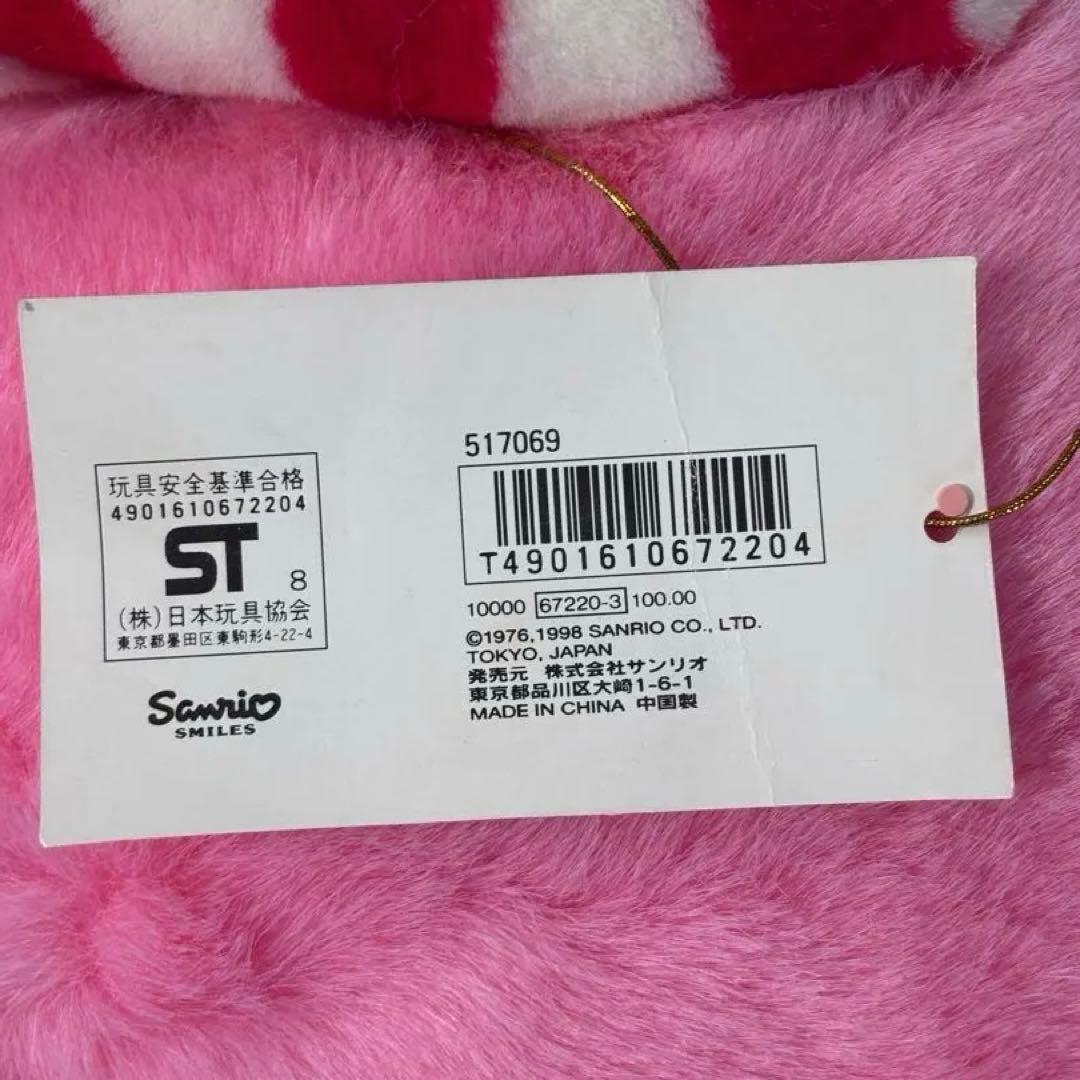 玩具安全基準合格
4901610672204
ST 8
(株)日本玩具協会
東京都墨田区東駒形4-22-4
Sanrio
SMILES
517069
T4901610672204
10000 67220-3 100.00
©1976,1998 SANRIO CO., LTD.
TOKYO, JAPAN
発売元 株式会社サンリオ
東京都品川区大崎1-6-1
MADE IN CHINA 中国製